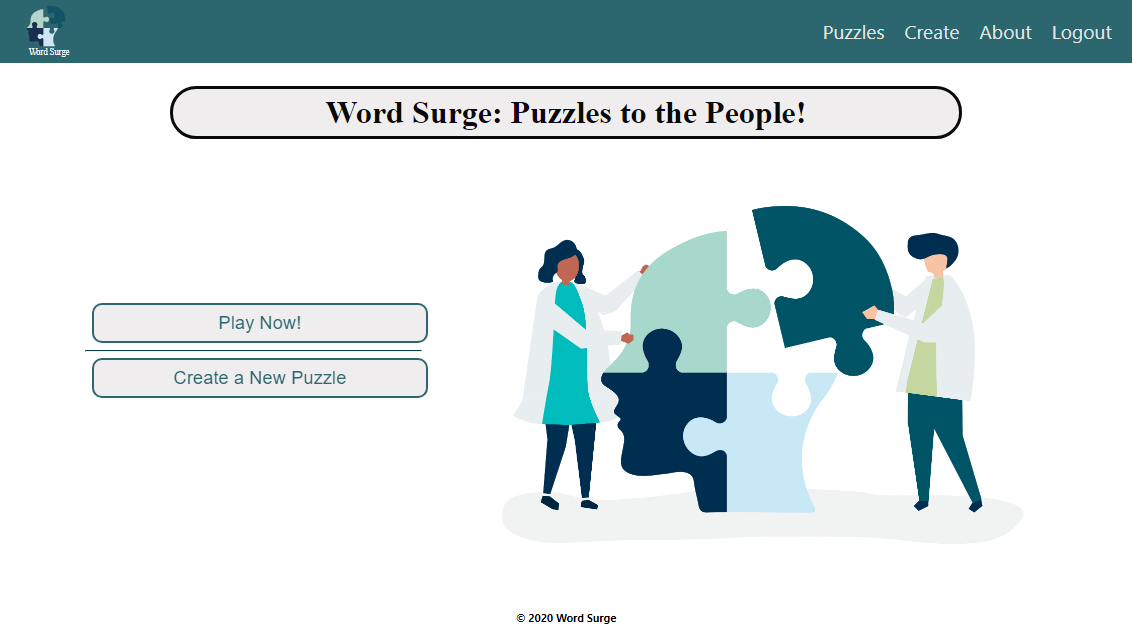 Word Surge
Puzzles Create About Logout
Word Surge: Puzzles to the People!
Play Now!
Create a New Puzzle
© 2020 Word Surge